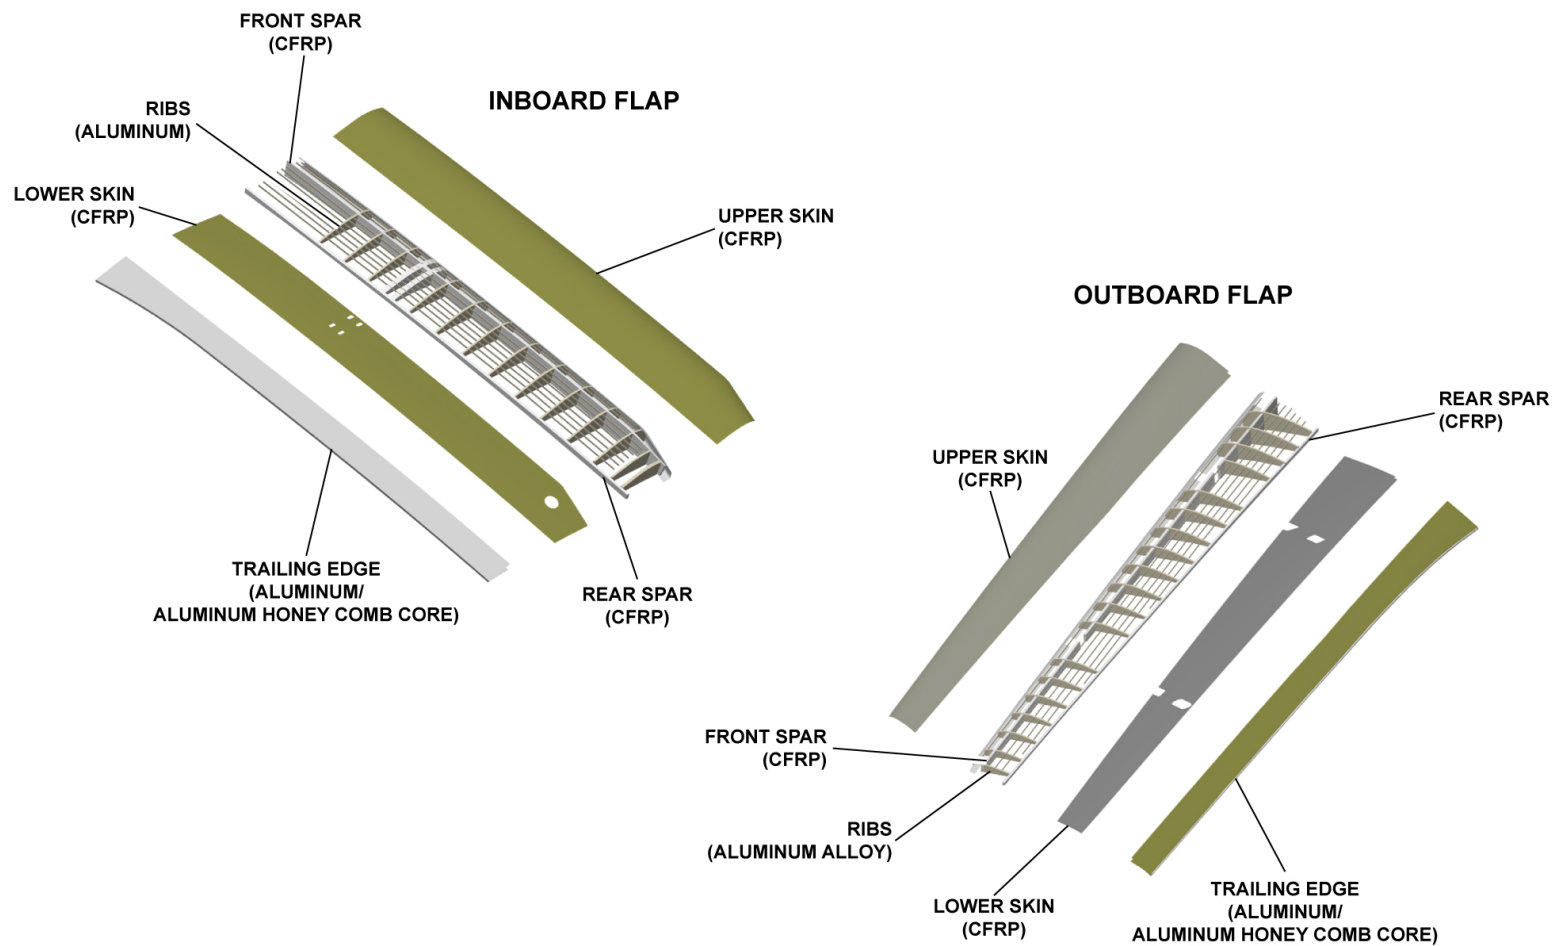 FRONT SPAR
(CFRP)
RIBS
(ALUMINUM)
INBOARD FLAP
LOWER SKIN
(CFRP)
UPPER SKIN
(CFRP)
TRAILING EDGE
(ALUMINUM/
ALUMINUM HONEY COMB CORE)
REAR SPAR
(CFRP)
OUTBOARD FLAP
REAR SPAR
(CFRP)
UPPER SKIN
(CFRP)
FRONT SPAR
(CFRP)
RIBS
(ALUMINUM ALLOY)
LOWER SKIN
(CFRP)
TRAILING EDGE
(ALUMINUM/
ALUMINUM HONEY COMB CORE)